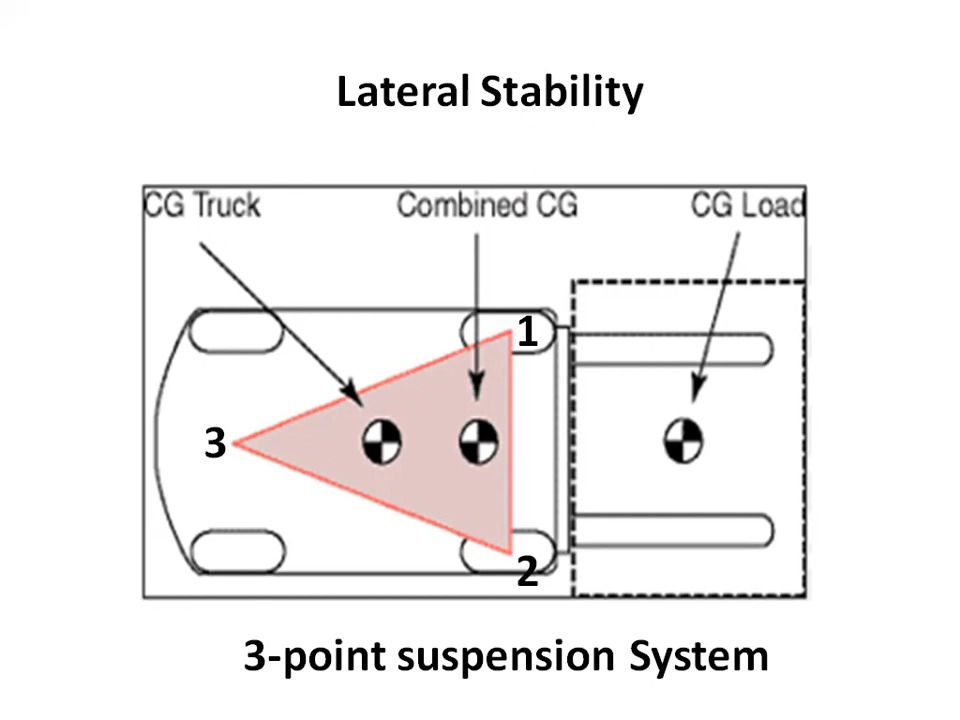 Lateral Stability
CG Truck Combined CG CG Load
1
3
2
3-point suspension System